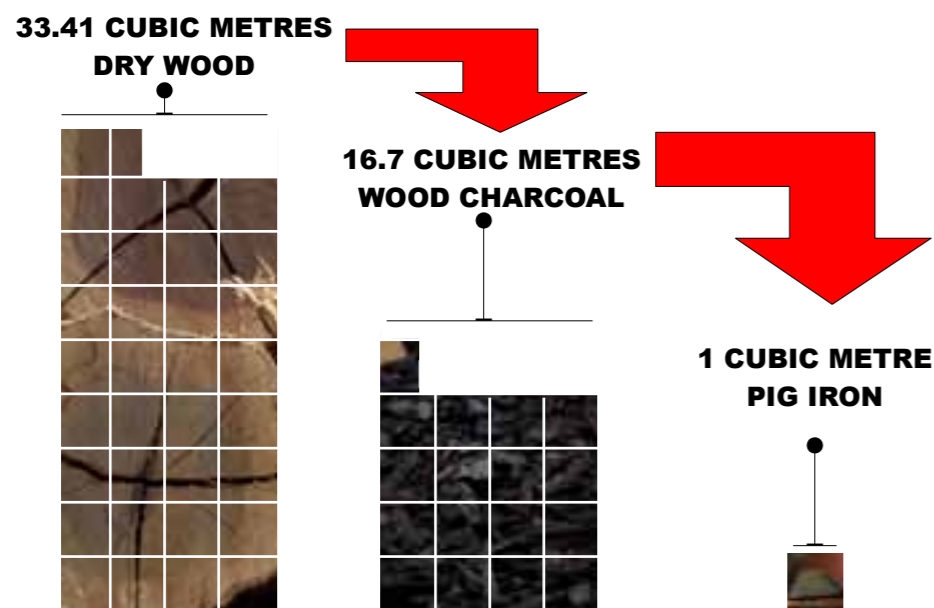 33.41 CUBIC METRES
DRY WOOD
16.7 CUBIC METRES
WOOD CHARCOAL
1 CUBIC METRE
PIG IRON